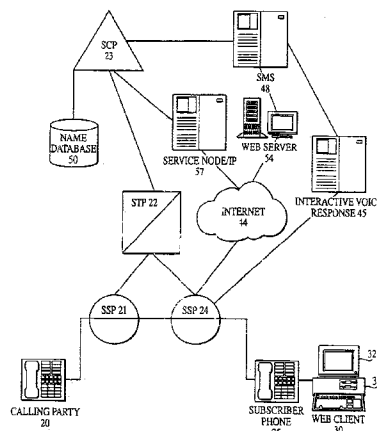 SCP
23
SMS
48
NAME
DATABASE
50
SERVICE NODE/IP
57
WEB SERVER
54
INTERNET
44
INTERACTIVE VOIC
RESPONSE 45
STP 22
SSP 21
SSP 24
32
3
CALLING PARTY
20
SUBSCRIBER
PHONE
WEB CLIENT
30